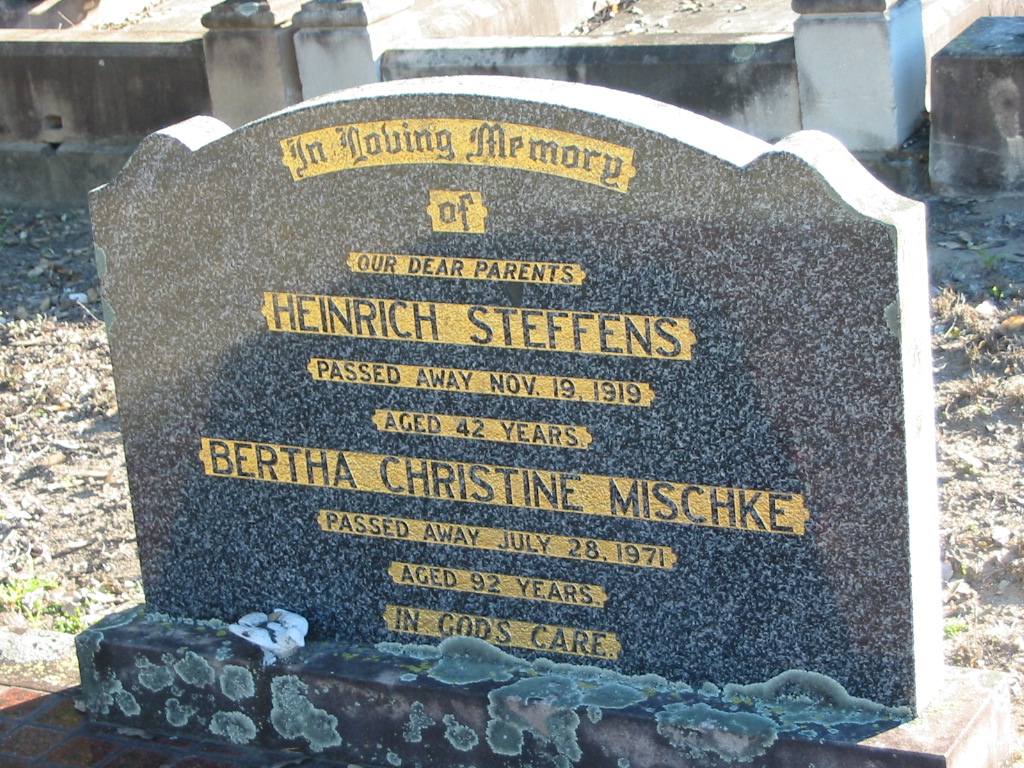 In Loving Memory
of
OUR DEAR PARENTS
HEINRICH STEFFENS
PASSED AWAY NOV. 19, 1919
AGED 42 YEARS.
BERTHA CHRISTINE MISCHKE
PASSED AWAY JULY 28, 1971
AGED 92 YEARS.
IN GODS CARE.